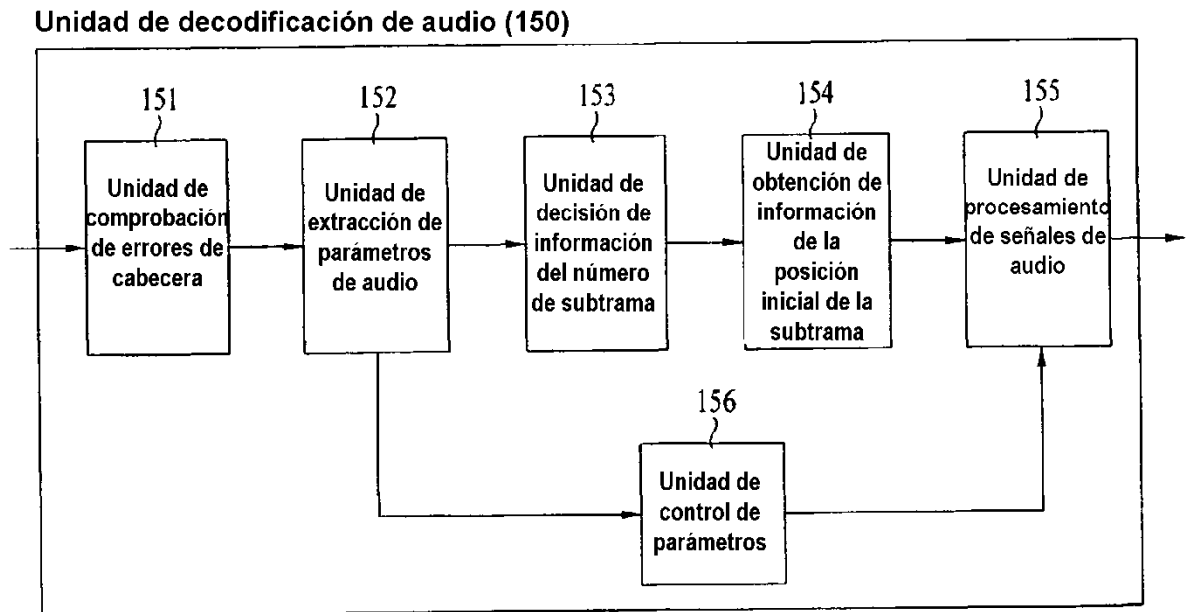 Unidad de decodificación de audio (150)
151
Unidad de
comprobación
de errores de
cabecera
152
Unidad de
extracción de
parámetros
de audio
153
Unidad de
decisión de
información
del número
de subtrama
154
Unidad de
obtención de
información
de la
posición
inicial de la
subtrama
155
Unidad de
procesamiento
de señales de
audio
156
Unidad de
control de
parámetros